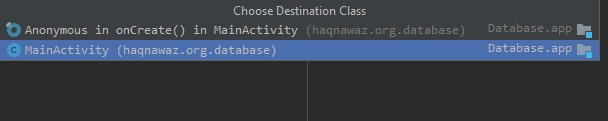 Choose Destination Class
Anonymous in onCreate() in MainActivity (haqnawaz.org.database) Database.app
C MainActivity (haqnawaz.org.database) Database.app